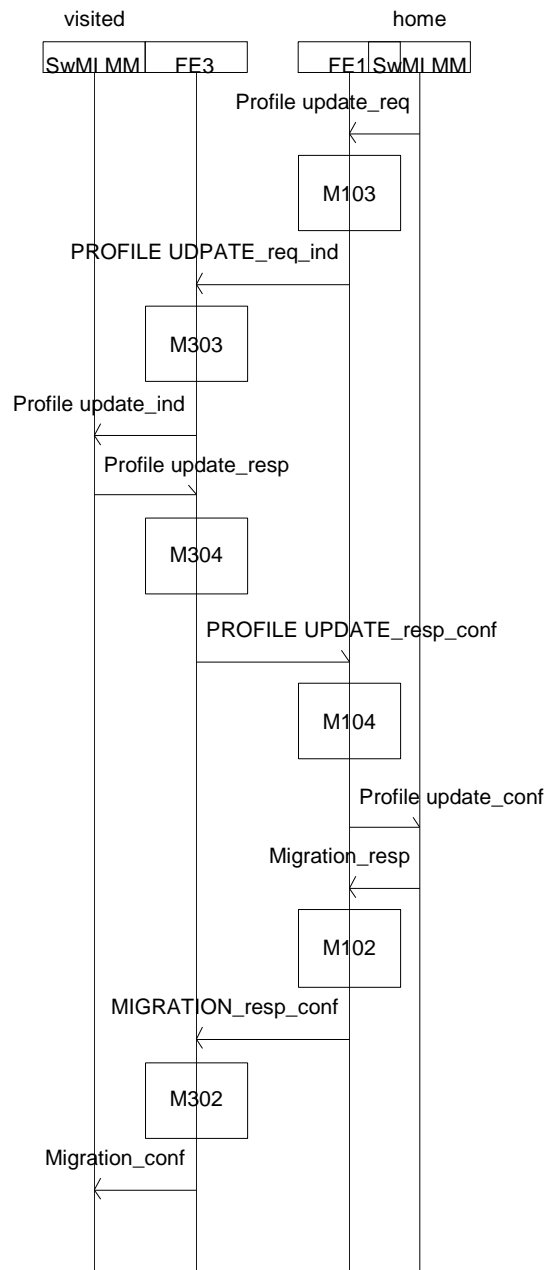 visited
home
SwMI MM
FE3
FE1
SwMI MM
Profile update_req
M103
PROFILE UDPATE_req_ind
M303
Profile update_ind
Profile update_resp
M304
PROFILE UPDATE_resp_conf
M104
Profile update_conf
Migration_resp
M102
MIGRATION_resp_conf
M302
Migration_conf